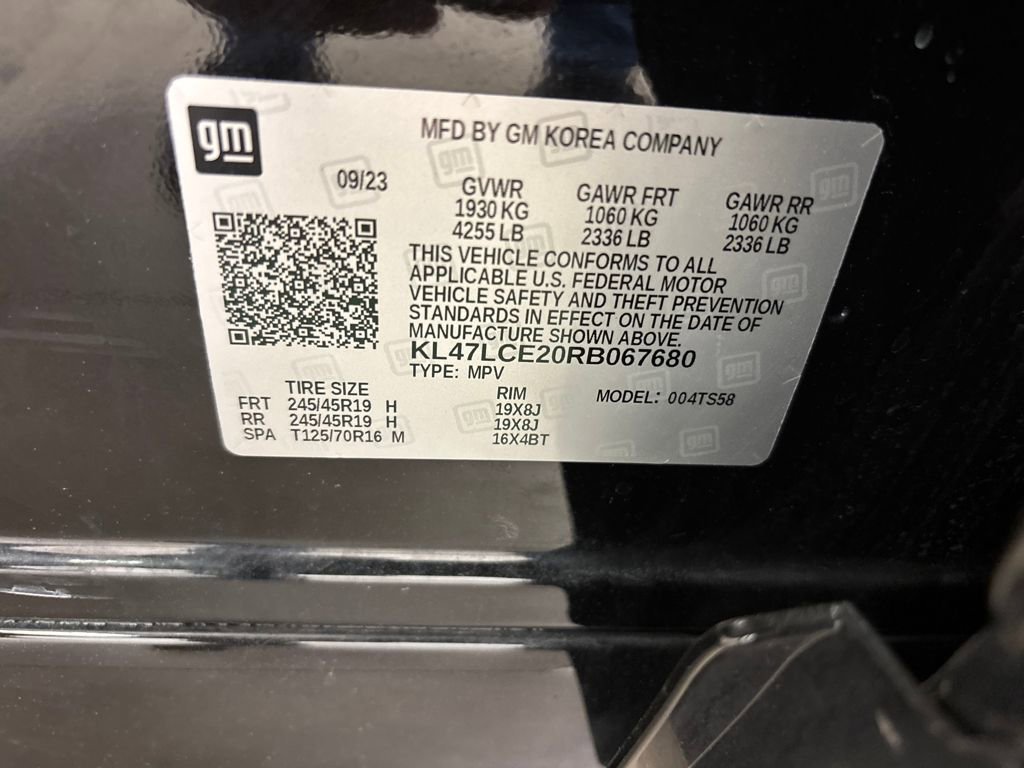 gm
MFD BY GM KOREA COMPANY
09/23
GVWR GAWR FRT GAWR RR
1930 KG 1060 KG 1060 KG
4255 LB 2336 LB 2336 LB
THIS VEHICLE CONFORMS TO ALL
APPLICABLE U.S. FEDERAL MOTOR
VEHICLE SAFETY AND THEFT PREVENTION
STANDARDS IN EFFECT ON THE DATE OF
MANUFACTURE SHOWN ABOVE.
KL47LCE20RB067680
TYPE: MPV
TIRE SIZE RIM MODEL: 004TS58
FRT 245/45R19 H 19X8J
RR 245/45R19 H 19X8J
SPA T125/70R16 M 16X4BT